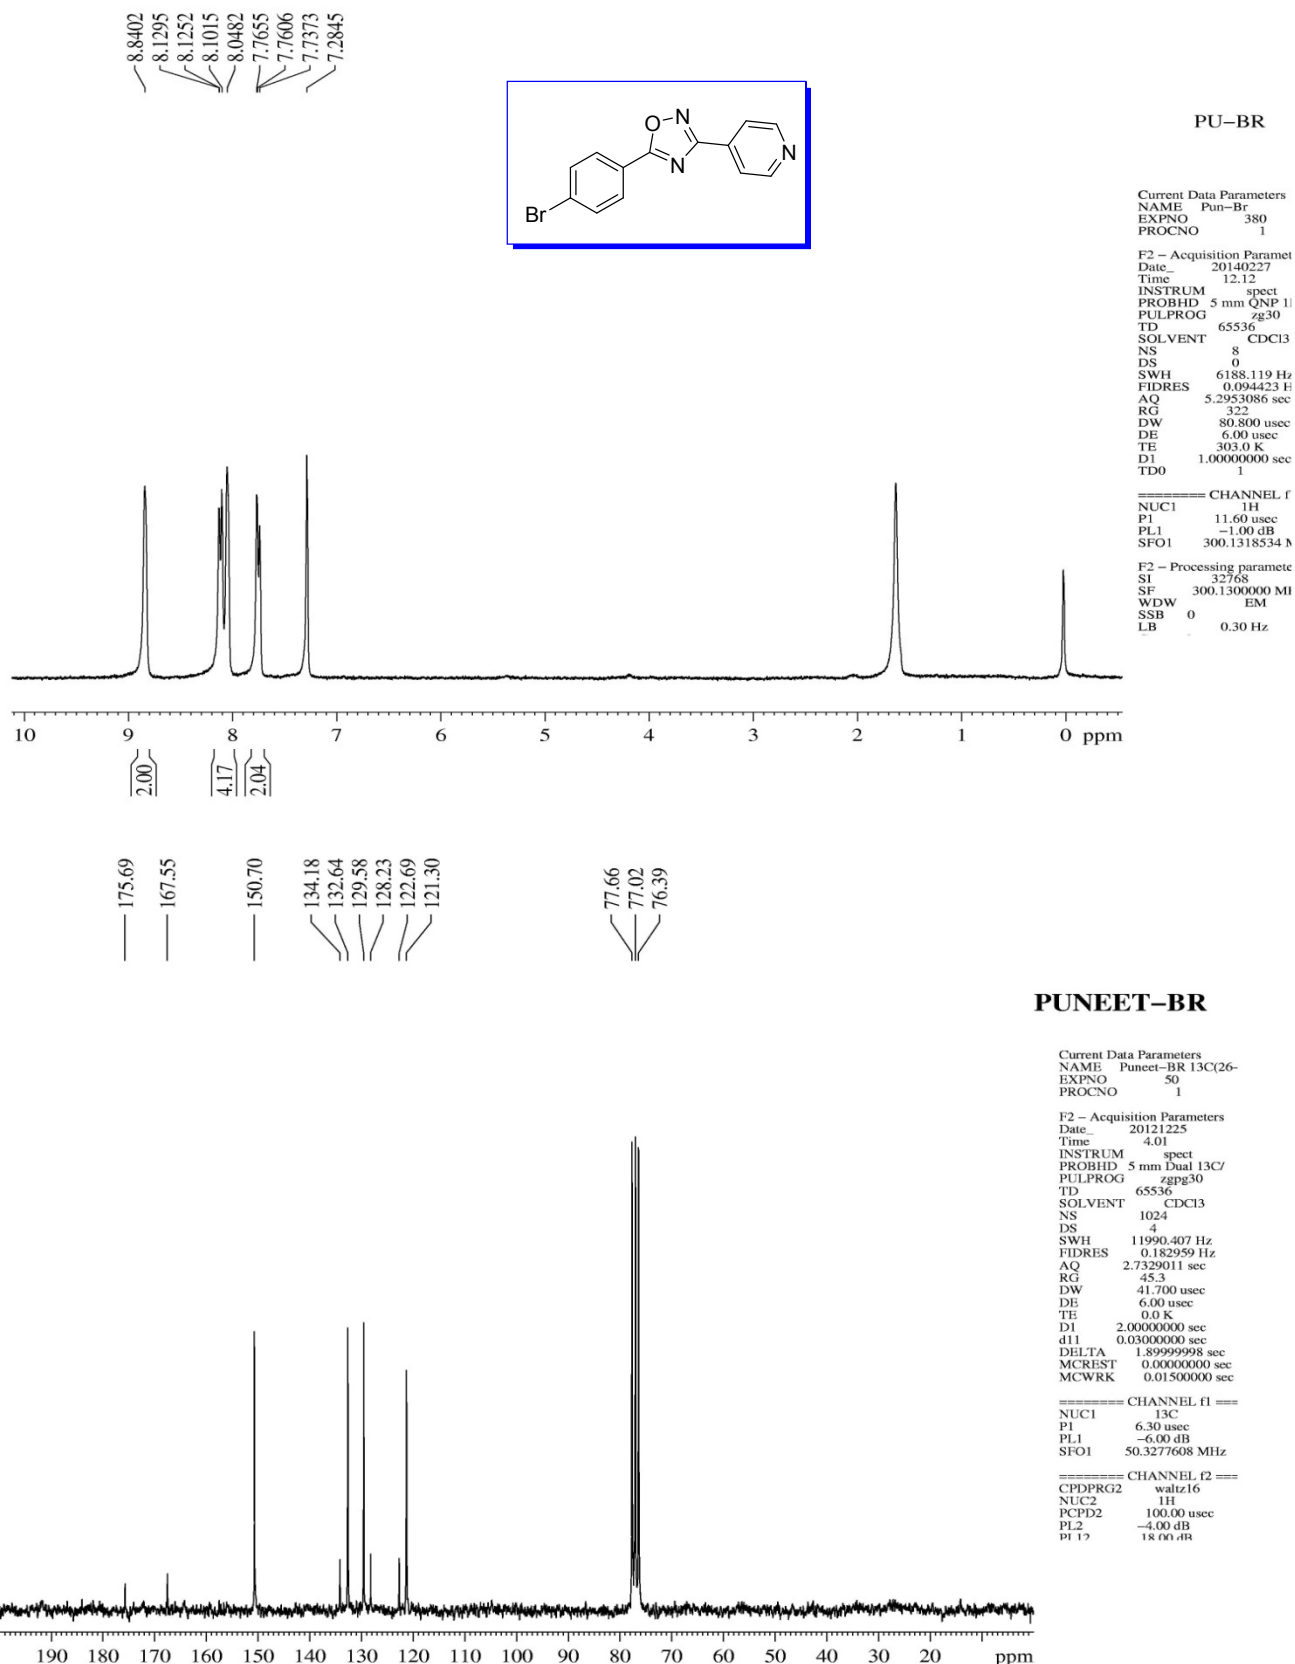 8.8402
8.1295
8.1252
8.1015
8.0482
7.7655
7.7606
7.7373
7.2845
O
N
N
N
Br
PU−BR
Current Data Parameters
NAME Pun−Br
EXPNO 380
PROCNO 1
F2 − Acquisition Paramet
Date_ 20140227
Time 12.12
INSTRUM spect
PROBHD 5 mm QNP 1
PULPROG zg30
TD 65536
SOLVENT CDCl3
NS 8
DS 0
SWH 6188.119 Hz
FIDRES 0.094423 H
AQ 5.2953086 sec
RG 322
DW 80.800 usec
DE 6.00 usec
TE 303.0 K
D1 1.00000000 sec
TD0 1
======== CHANNEL f
NUC1 1H
P1 11.60 usec
PL1 −1.00 dB
SFO1 300.1318534 M
F2 − Processing paramete
SI 32768
SF 300.1300000 MH
WDW EM
SSB 0
LB 0.30 Hz
10 9 8 7 6 5 4 3 2 1 0 ppm
2.00
4.17
2.04
175.69
167.55
150.70
134.18
132.64
129.58
128.23
122.69
121.30
77.66
77.02
76.39
PUNEET−BR
Current Data Parameters
NAME Puneet−BR 13C(26-
EXPNO 50
PROCNO 1
F2 − Acquisition Parameters
Date_ 20121225
Time 4.01
INSTRUM spect
PROBHD 5 mm Dual 13C/
PULPROG zgpg30
TD 65536
SOLVENT CDCl3
NS 1024
DS 4
SWH 11990.407 Hz
FIDRES 0.182959 Hz
AQ 2.7329011 sec
RG 45.3
DW 41.700 usec
DE 6.00 usec
TE 0.0 K
D1 2.00000000 sec
d11 0.03000000 sec
DELTA 1.89999998 sec
MCREST 0.00000000 sec
MCWRK 0.01500000 sec
======== CHANNEL f1 ===
NUC1 13C
P1 6.30 usec
PL1 −6.00 dB
SFO1 50.3277608 MHz
======== CHANNEL f2 ===
CPDPRG2 waltz16
NUC2 1H
PCPD2 100.00 usec
PL2 −4.00 dB
PL12 18.00 dB
190 180 170 160 150 140 130 120 110 100 90 80 70 60 50 40 30 20 ppm